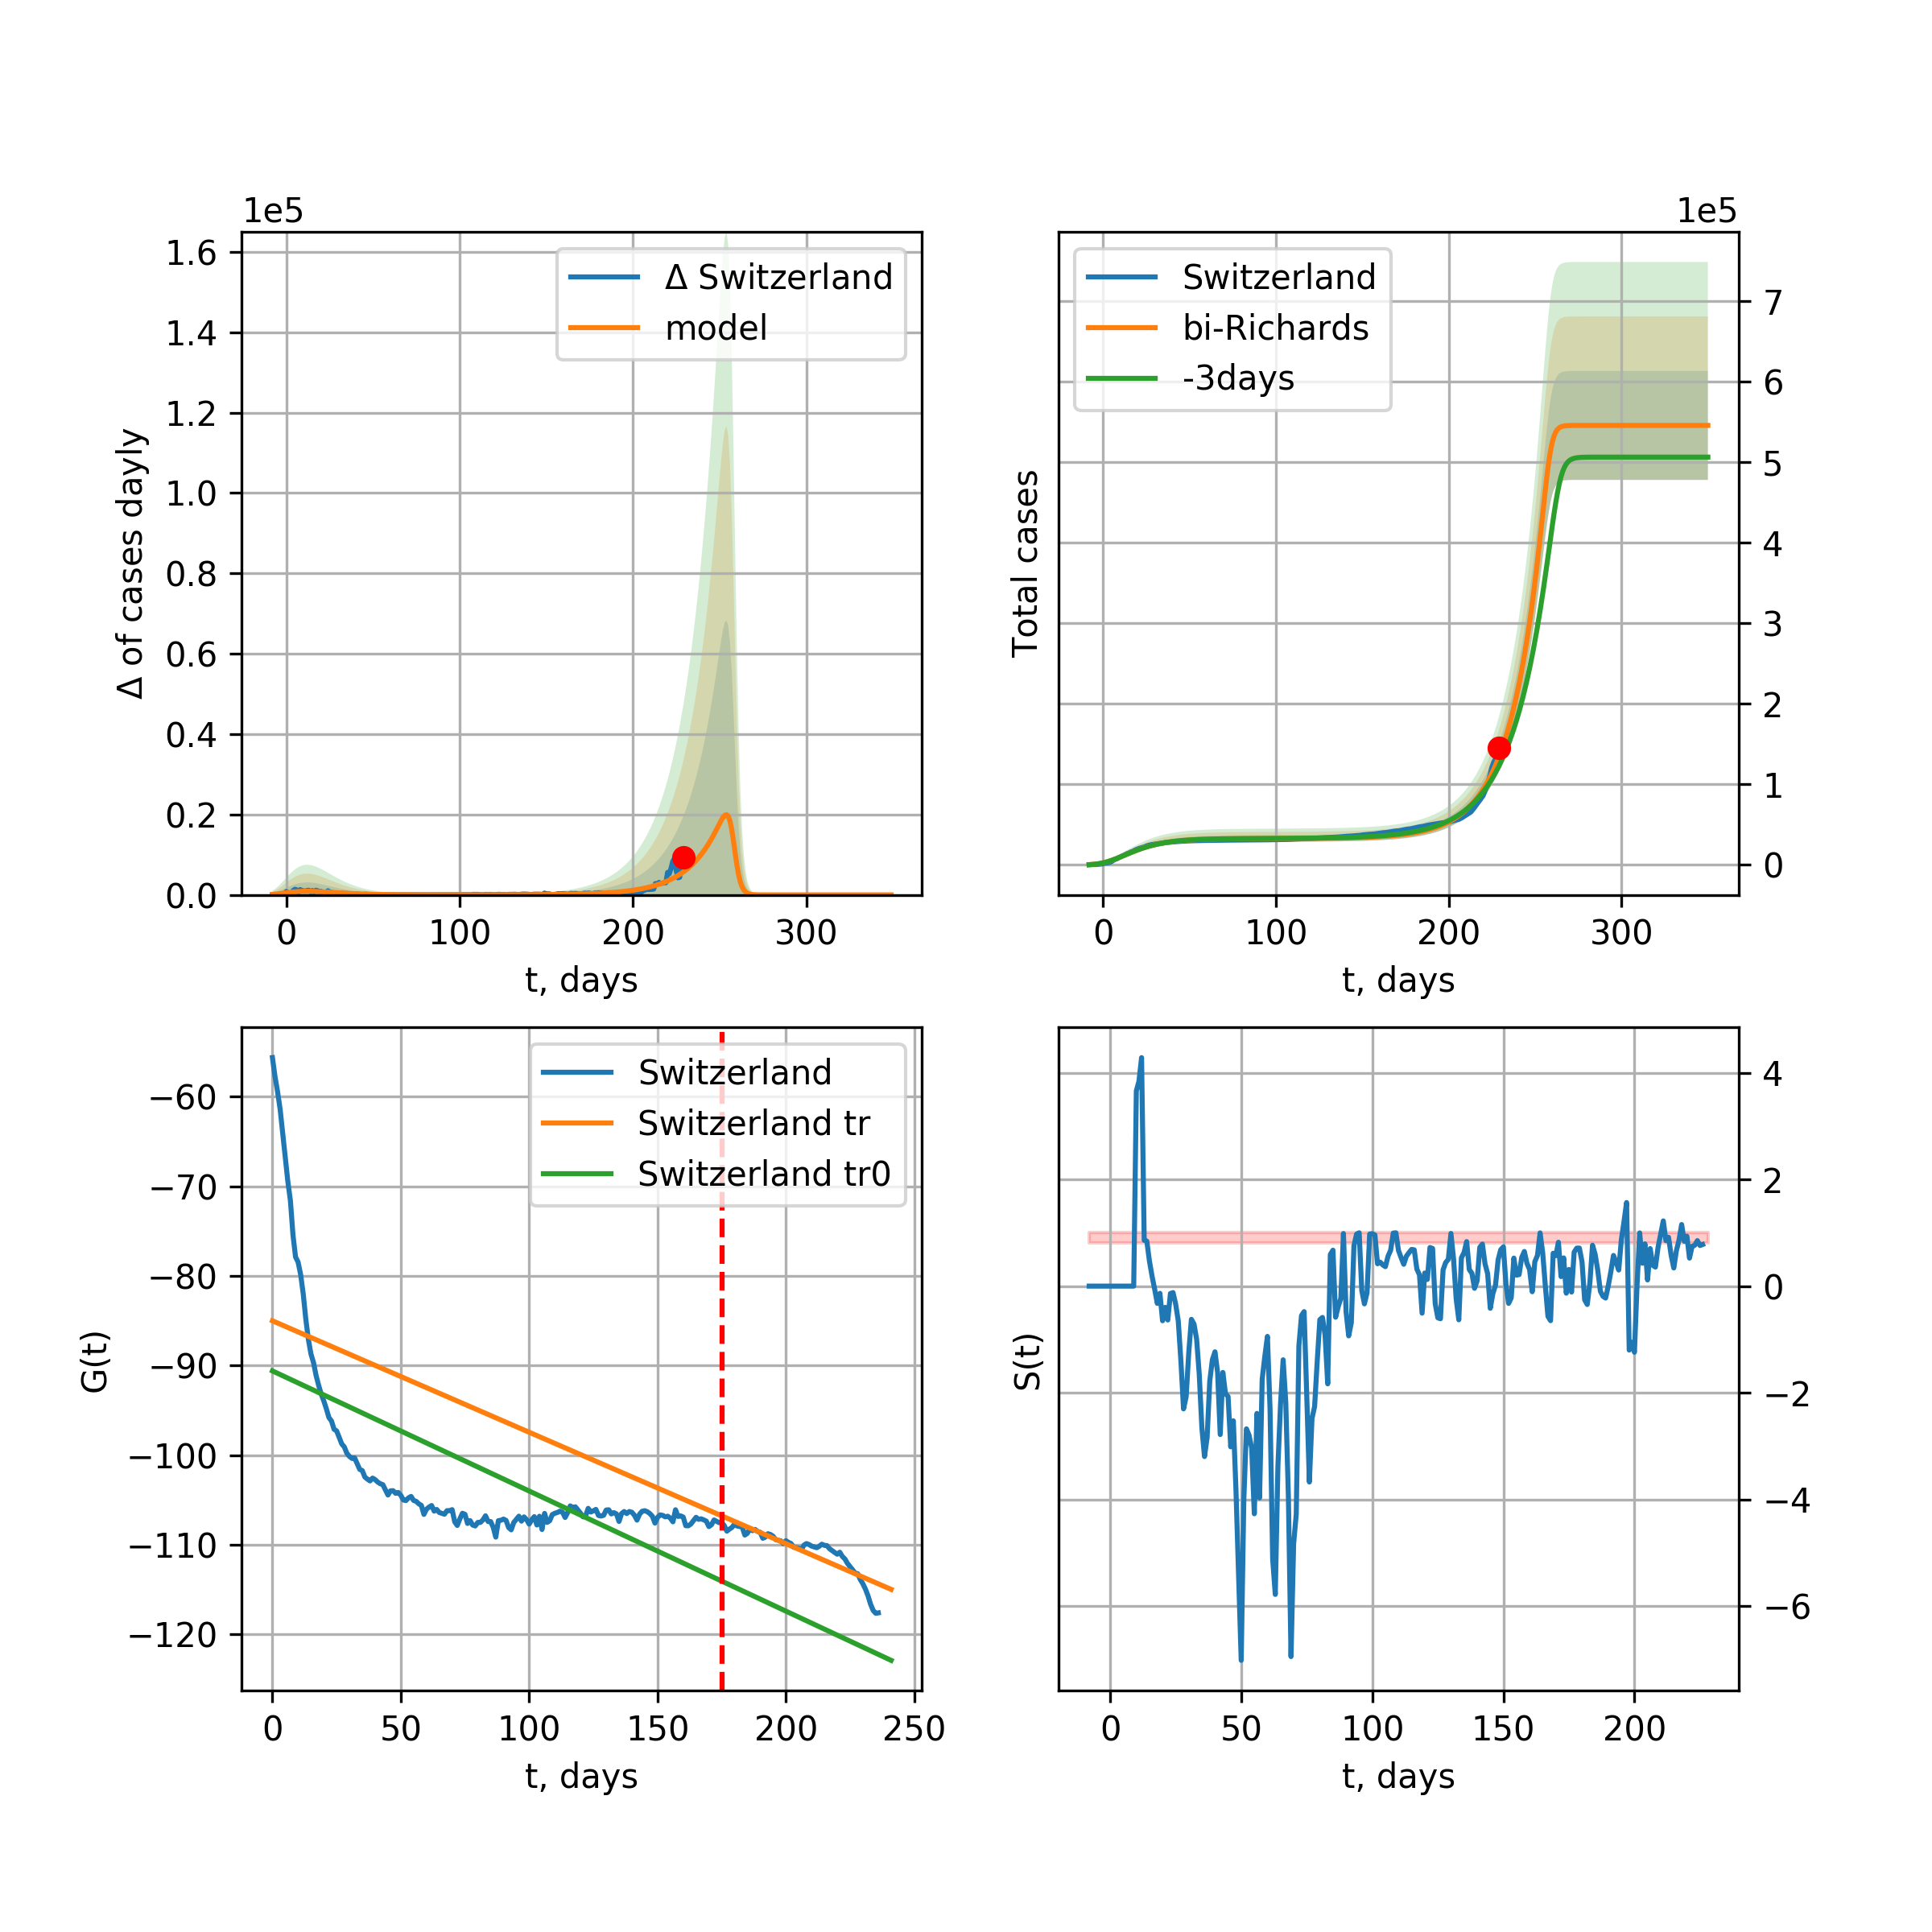 1e5
Δ of cases dayly
1.6
1.4
1.2
1.0
0.8
0.6
0.4
0.2
0.0
0 100 200 300
t, days
Δ Switzerland
model
1e5
Total cases
7
6
5
4
3
2
1
0
0 100 200 300
t, days
Switzerland
bi-Richards
-3days
G(t)
−60
−70
−80
−90
−100
−110
−120
0 50 100 150 200 250
t, days
Switzerland
Switzerland tr
Switzerland tr0
S(t)
4
2
0
−2
−4
−6
0 50 100 150 200
t, days